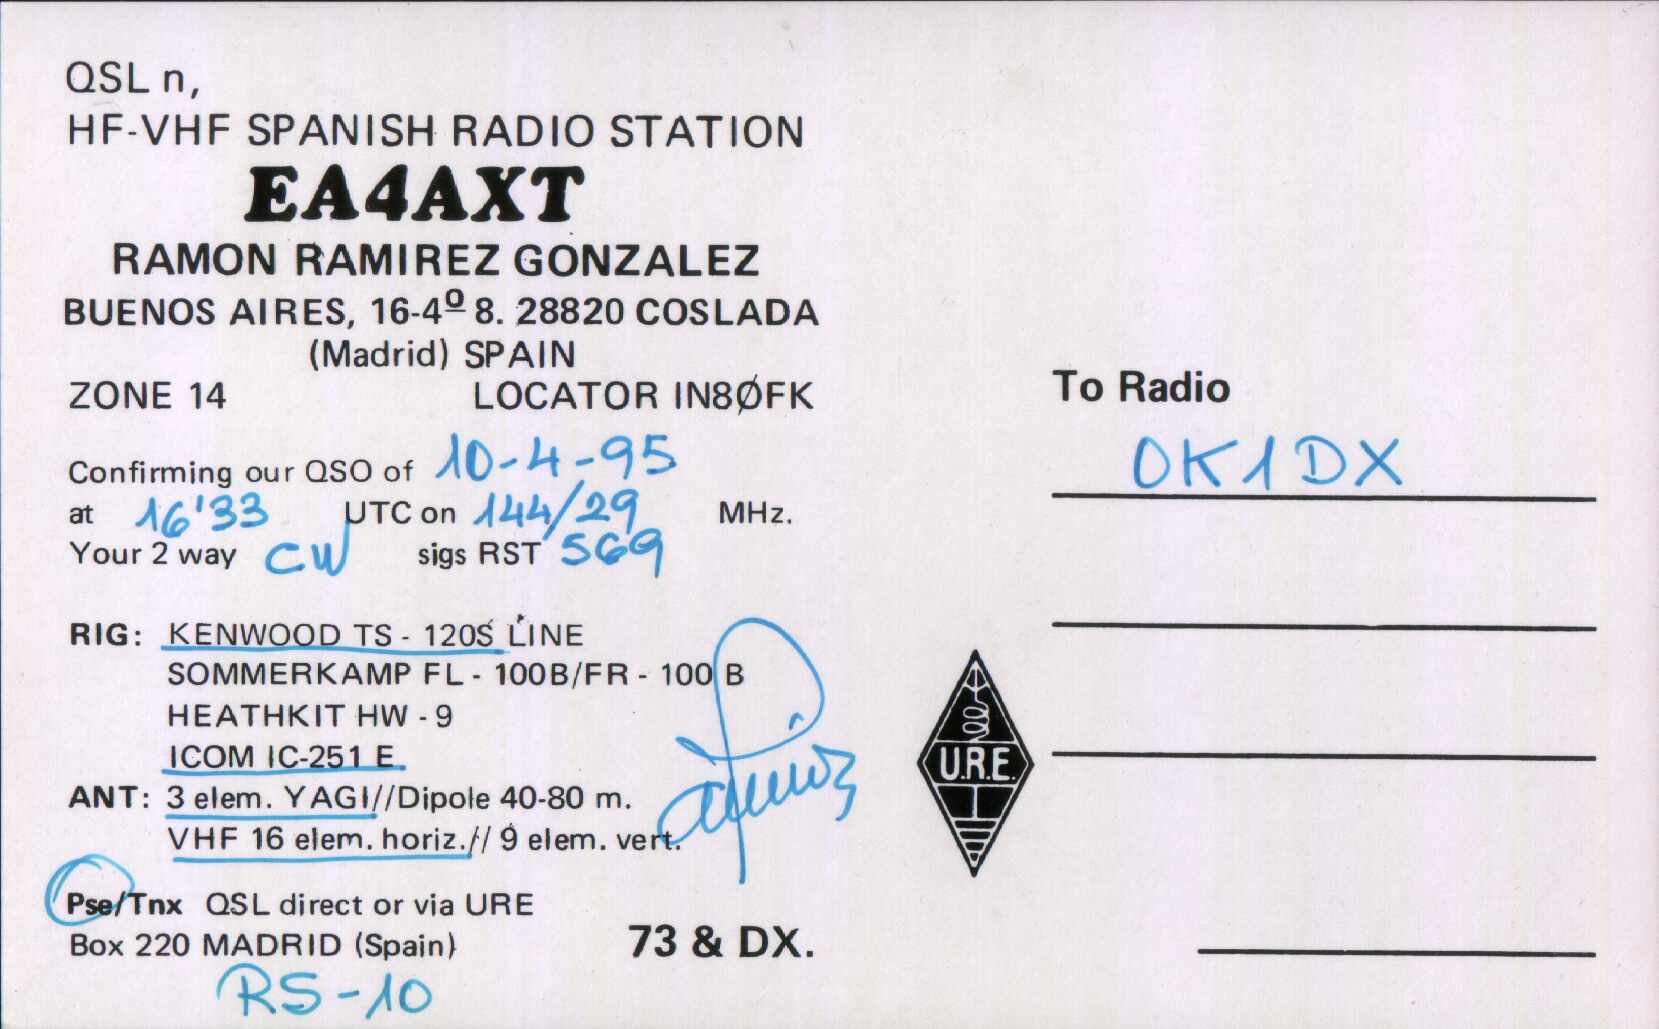 QSL n,
HF-VHF SPANISH RADIO STATION
EA4AXT
RAMON RAMIREZ GONZALEZ
BUENOS AIRES, 16-4º 8. 28820 COSLADA
(Madrid) SPAIN
ZONE 14 LOCATOR IN8ØFK
Confirming our QSO of 10-4-95
at 16'33 UTC on 144/29 MHz.
Your 2 way CW sigs RST 569
RIG: KENWOOD TS - 120S LINE
SOMMERKAMP FL - 100B/FR - 100 B
HEATHKIT HW - 9
ICOM IC-251 E
ANT: 3 elem. YAGI//Dipole 40-80 m.
VHF 16 elem. horiz.// 9 elem. vert.
Pse/Tnx QSL direct or via URE
Box 220 MADRID (Spain)
73 & DX.
RS-10
To Radio
OK1DX
U.R.E.